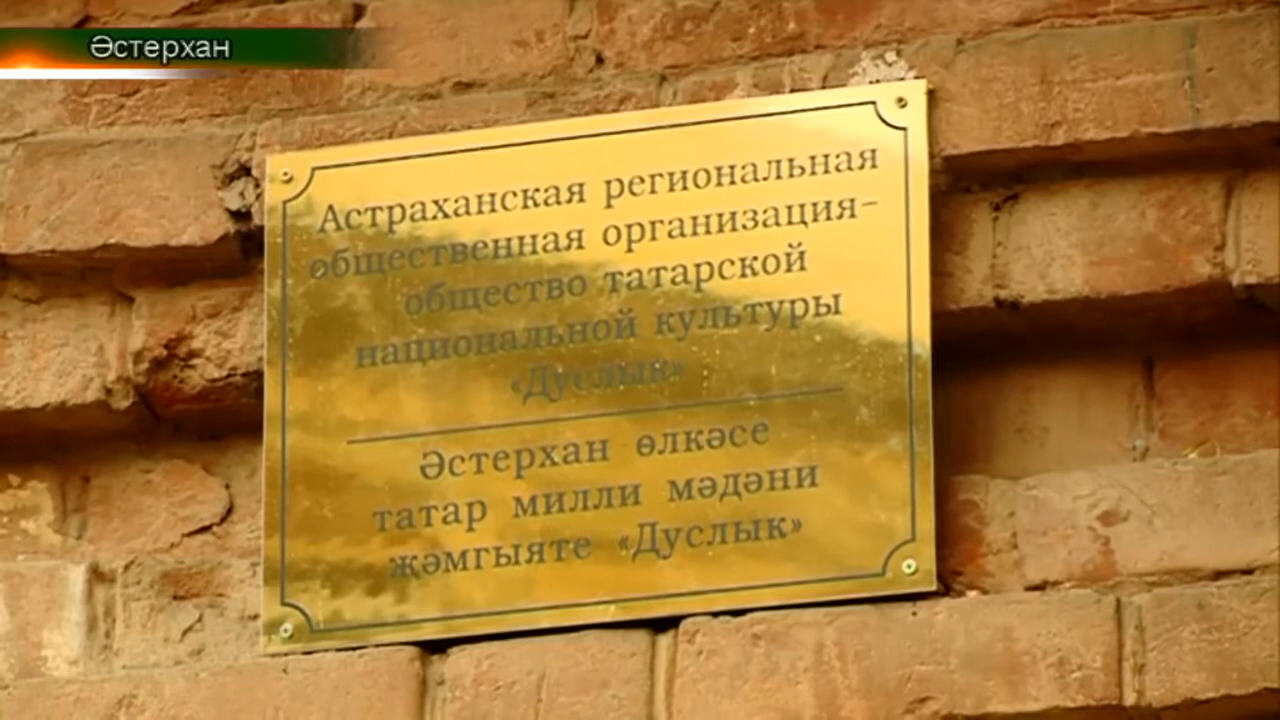 Әстерхан
Астраханская региональная
общественная организация-
общество татарской
национальной культуры
«Дуслык»
Әстерхан өлкәсе
татар милли мәдәни
җәмгыяте «Дуслык»